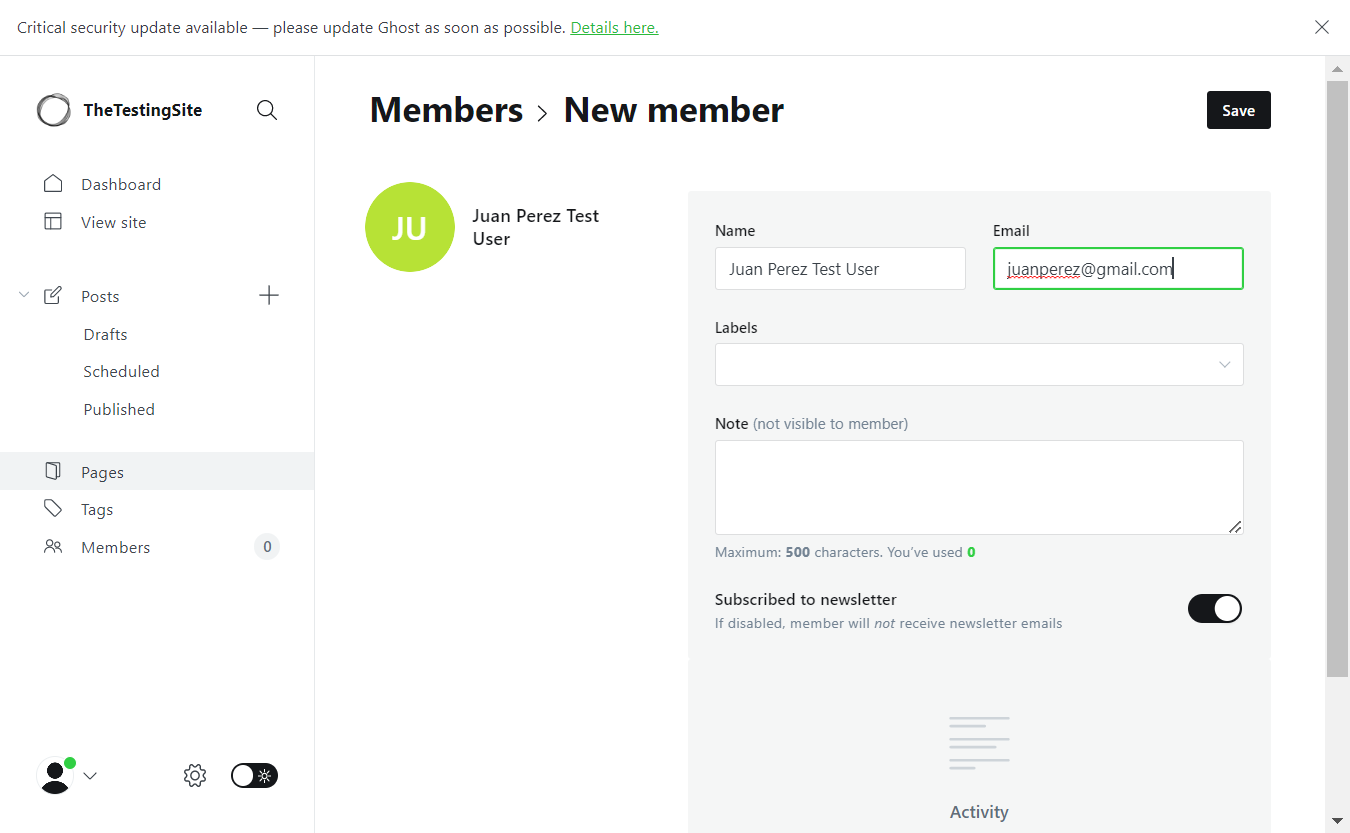 Critical security update available — please update Ghost as soon as possible. Details here.
TheTestingSite
Dashboard
View site
Posts
Drafts
Scheduled
Published
Pages
Tags
Members 0
Members > New member
Save
JU
Juan Perez Test
User
Name
Juan Perez Test User
Email
juanperez@gmail.com
Labels
Note (not visible to member)
Maximum: 500 characters. You’ve used 0
Subscribed to newsletter
If disabled, member will not receive newsletter emails
Activity